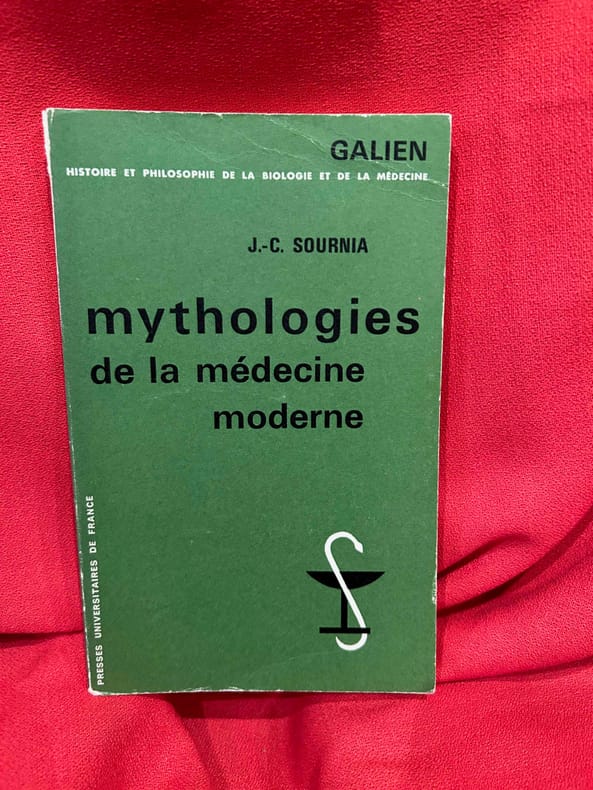 GALIEN
HISTOIRE ET PHILOSOPHIE DE LA BIOLOGIE ET DE LA MÉDECINE
J.-C. SOURNIA
mythologies
de la médecine
moderne
PRESSES UNIVERSITAIRES DE FRANCE